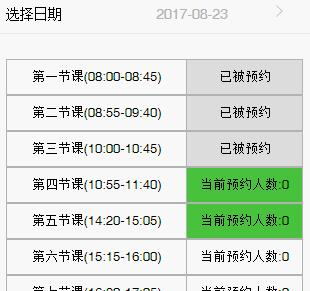 选择日期 2017-08-23
第一节课(08:00-08:45) 已被预约
第二节课(08:55-09:40) 已被预约
第三节课(10:00-10:45) 已被预约
第四节课(10:55-11:40) 当前预约人数:0
第五节课(14:20-15:05) 当前预约人数:0
第六节课(15:15-16:00) 当前预约人数:0